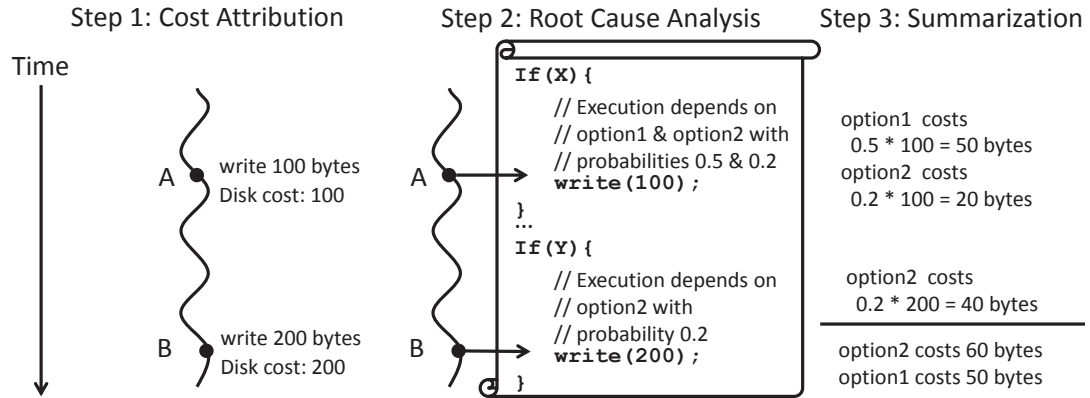 Step 1: Cost Attribution
Step 2: Root Cause Analysis
Step 3: Summarization
Time
A
write 100 bytes
Disk cost: 100
B
write 200 bytes
Disk cost: 200
A
B
If(X){
// Execution depends on
// option1 & option2 with
// probabilities 0.5 & 0.2
write(100);
}
...
If(Y){
// Execution depends on
// option2 with
// probability 0.2
write(200);
}
option1 costs
0.5 * 100 = 50 bytes
option2 costs
0.2 * 100 = 20 bytes
option2 costs
0.2 * 200 = 40 bytes
option2 costs 60 bytes
option1 costs 50 bytes